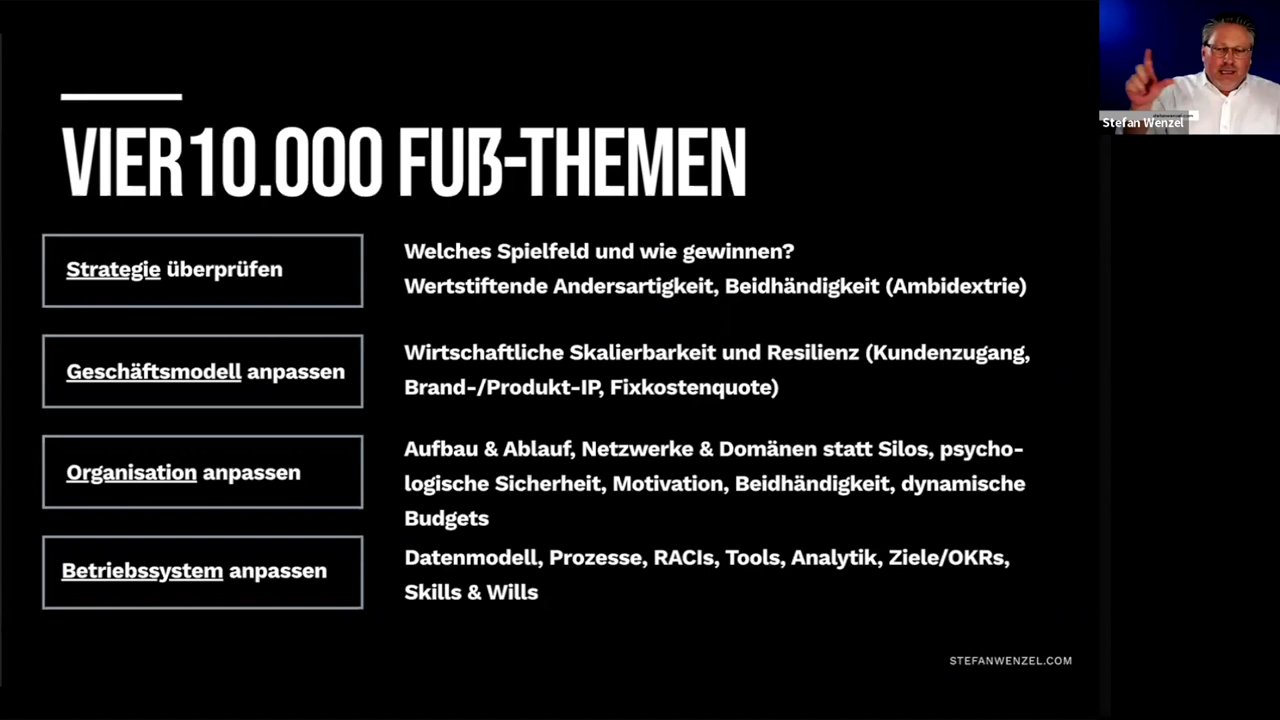 VIER10.000 FUß-THEMEN
Strategie überprüfen
Welches Spielfeld und wie gewinnen?
Wertstiftende Andersartigkeit, Beidhändigkeit (Ambidextrie)
Geschäftsmodell anpassen
Wirtschaftliche Skalierbarkeit und Resilienz (Kundenzugang,
Brand-/Produkt-IP, Fixkostenquote)
Organisation anpassen
Aufbau & Ablauf, Netzwerke & Domänen statt Silos, psycho-
logische Sicherheit, Motivation, Beidhändigkeit, dynamische
Budgets
Betriebssystem anpassen
Datenmodell, Prozesse, RACIs, Tools, Analytik, Ziele/OKRs,
Skills & Wills
STEFANWENZEL.COM
Stefan Wenzel